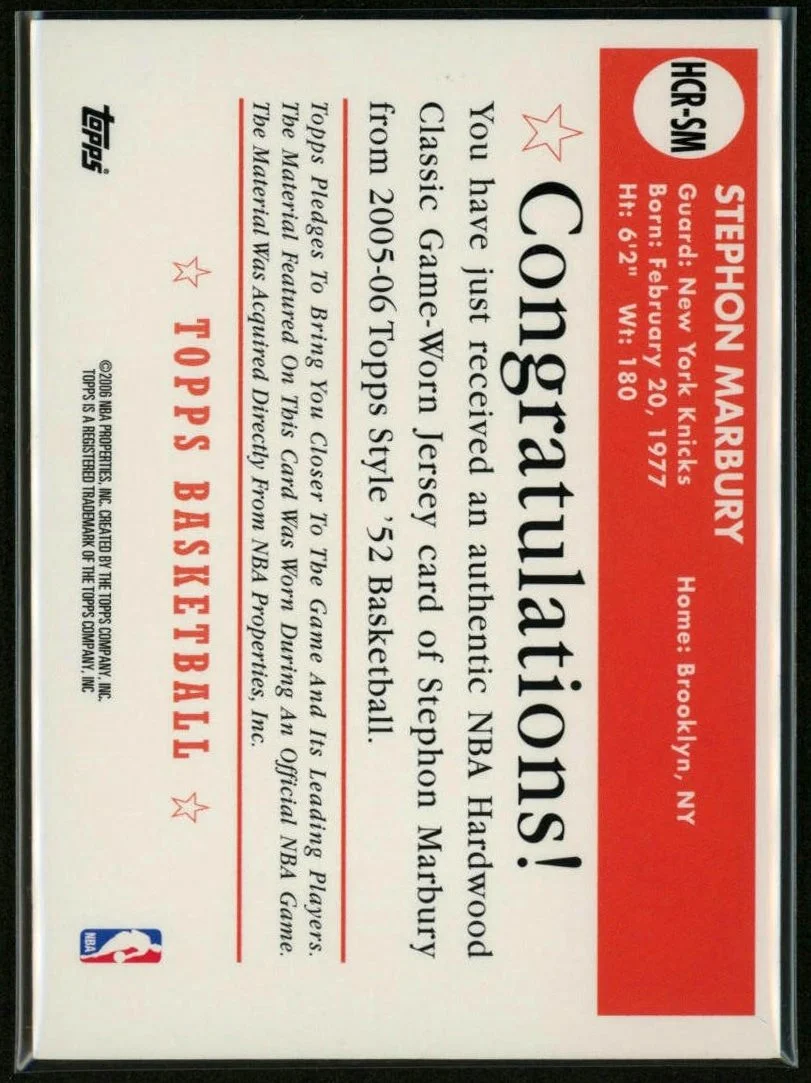 HCR-SM
STEPHON MARBURY
Guard: New York Knicks
Home: Brooklyn, NY
Born: February 20, 1977
Ht: 6'2" Wt: 180
Congratulations!
You have just received an authentic NBA Hardwood
Classic Game-Worn Jersey card of Stephon Marbury
from 2005-06 Topps Style '52 Basketball.
Topps Pledges To Bring You Closer To The Game And Its Leading Players.
The Material Featured On This Card Was Worn During An Official NBA Game.
The Material Was Acquired Directly From NBA Properties, Inc.
TOPPS BASKETBALL
topps®
©2006 NBA PROPERTIES, INC. CREATED BY THE TOPPS COMPANY, INC.
TOPPS IS A REGISTERED TRADEMARK OF THE TOPPS COMPANY, INC
NBA